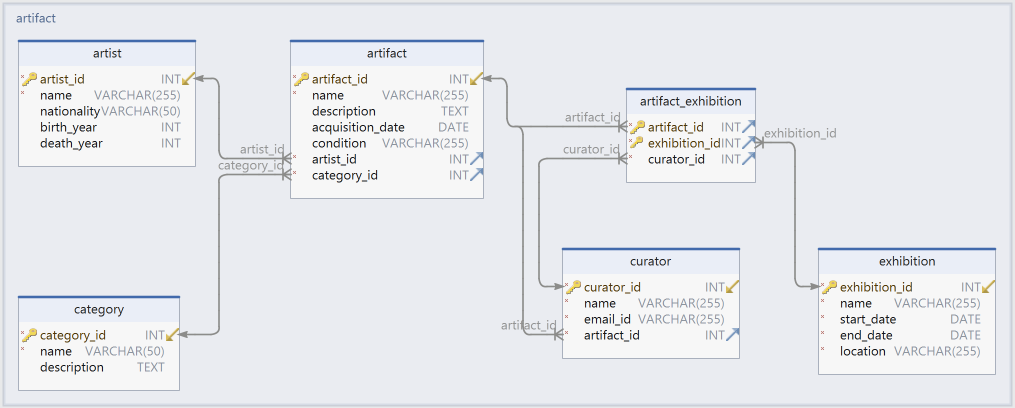 artifact
artist
artist_id INT
name VARCHAR(255)
nationality VARCHAR(50)
birth_year INT
death_year INT
artifact
artifact_id INT
name VARCHAR(255)
description TEXT
acquisition_date DATE
condition VARCHAR(255)
artist_id INT
category_id INT
artist_id
category_id
artifact_exhibition
artifact_id INT
exhibition_id INT
curator_id INT
artifact_id
curator_id
exhibition_id
category
category_id INT
name VARCHAR(50)
description TEXT
curator
curator_id INT
name VARCHAR(255)
email_id VARCHAR(255)
artifact_id INT
artifact_id
exhibition
exhibition_id INT
name VARCHAR(255)
start_date DATE
end_date DATE
location VARCHAR(255)